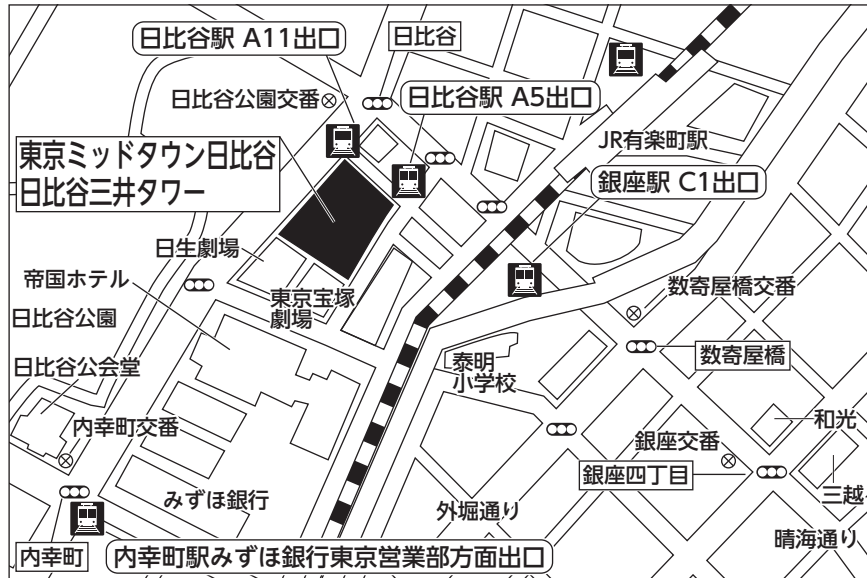 日比谷駅 A11出口
日比谷
日比谷公園交番
日比谷駅 A5出口
JR有楽町駅
東京ミッドタウン日比谷
日比谷三井タワー
銀座駅 C1出口
日生劇場
帝国ホテル
東京宝塚
劇場
数寄屋橋交番
日比谷公園
日比谷公会堂
泰明
小学校
数寄屋橋
内幸町交番
和光
銀座交番
銀座四丁目
みずほ銀行
外堀通り
三越
晴海通り
内幸町
内幸町駅みずほ銀行東京営業部方面出口